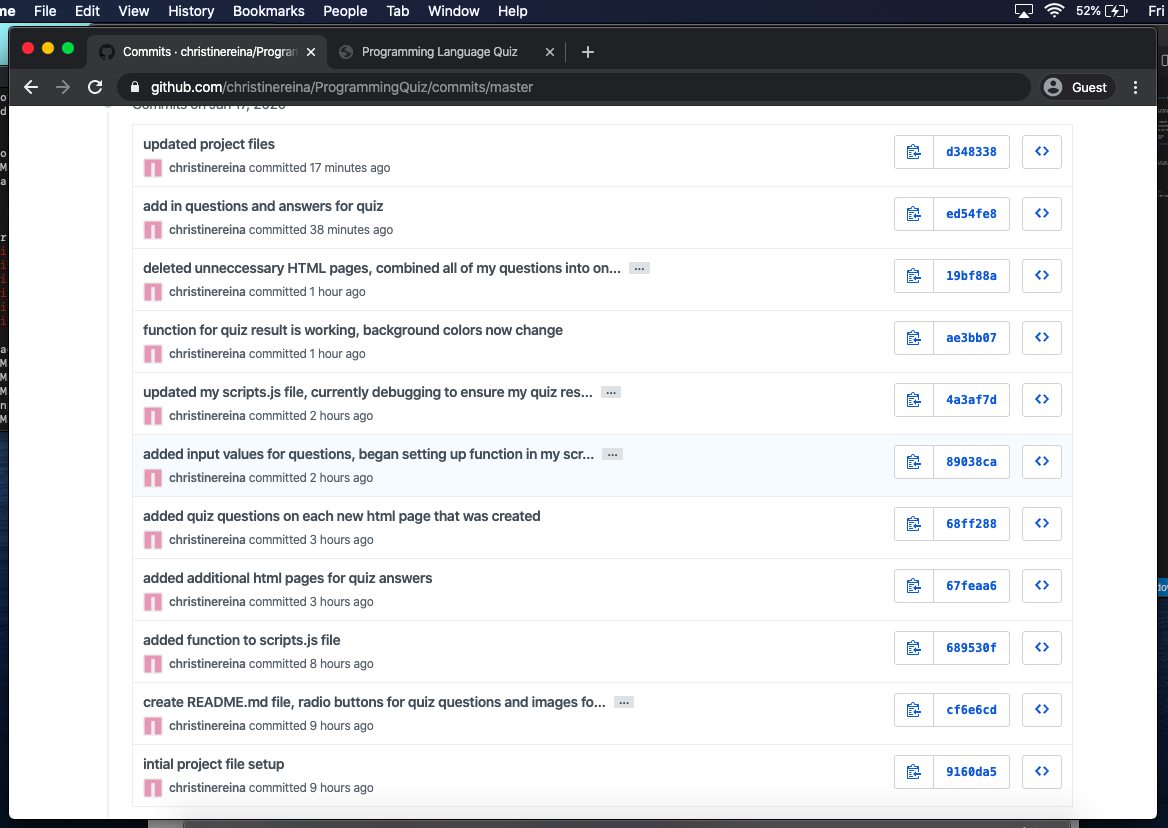 me File Edit View History Bookmarks People Tab Window Help 52% Fri
Commits · christinereina/Program Programming Language Quiz
github.com/christinereina/ProgrammingQuiz/commits/master Guest
Commits on Jun 17, 2020
updated project files
christinereina committed 17 minutes ago
d348338
add in questions and answers for quiz
christinereina committed 38 minutes ago
ed54fe8
deleted unneccessary HTML pages, combined all of my questions into on... ...
christinereina committed 1 hour ago
19bf88a
function for quiz result is working, background colors now change
christinereina committed 1 hour ago
ae3bb07
updated my scripts.js file, currently debugging to ensure my quiz res... ...
christinereina committed 2 hours ago
4a3af7d
added input values for questions, began setting up function in my scr... ...
christinereina committed 2 hours ago
89038ca
added quiz questions on each new html page that was created
christinereina committed 3 hours ago
68ff288
added additional html pages for quiz answers
christinereina committed 3 hours ago
67feaa6
added function to scripts.js file
christinereina committed 8 hours ago
689530f
create README.md file, radio buttons for quiz questions and images fo... ...
christinereina committed 9 hours ago
cf6e6cd
intial project file setup
christinereina committed 9 hours ago
9160da5